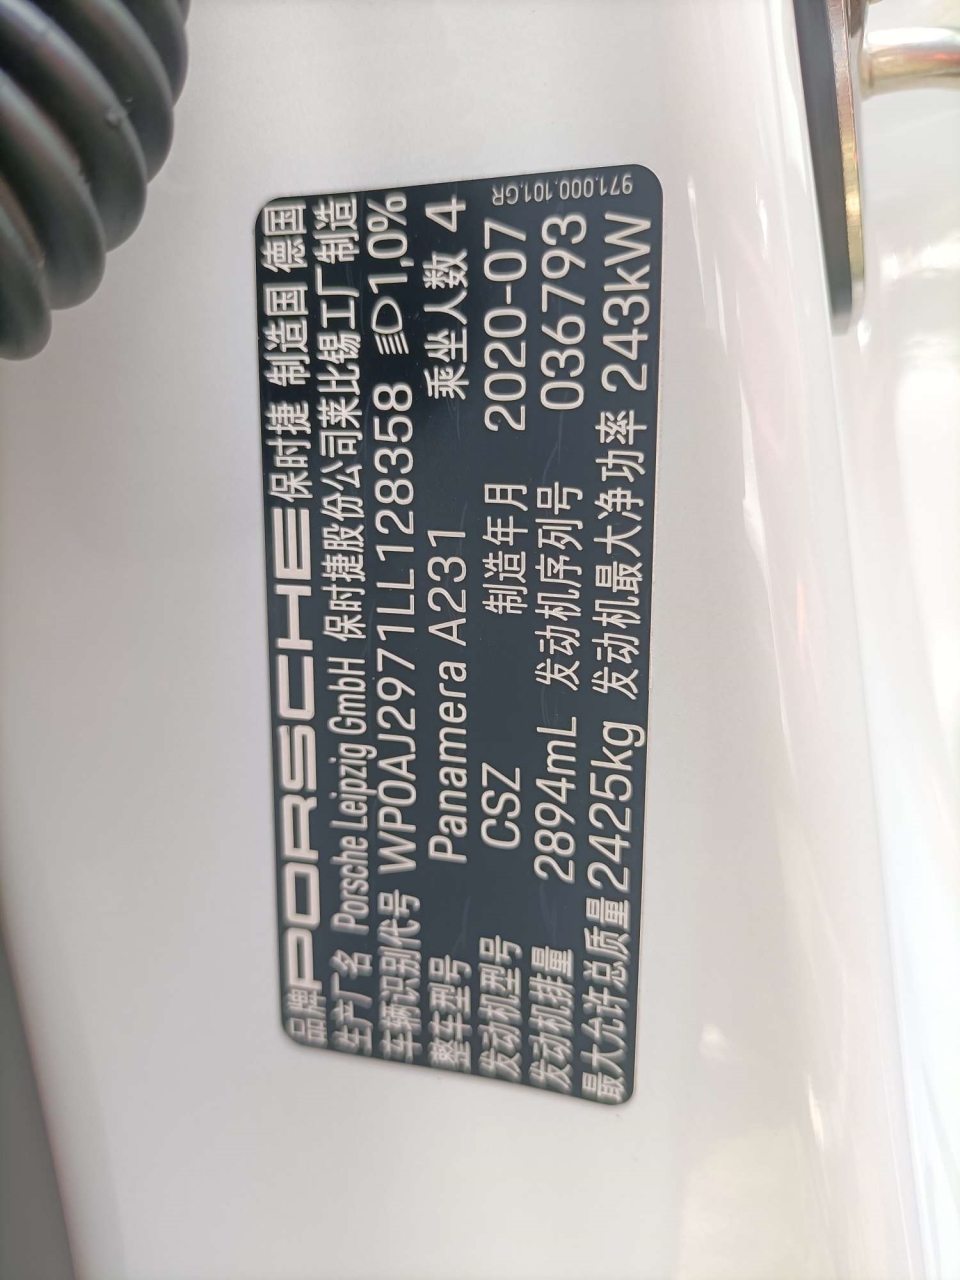 品牌 PORSCHE 保时捷 制造国 德国
生产厂名 Porsche Leipzig GmbH 保时捷股份公司莱比锡工厂制造
车辆识别代号 WP0AJ2971LL128358 1,0%
整车型号 Panamera A231 乘坐人数 4
发动机型号 CSZ 制造年月 2020-07
发动机排量 2894mL 发动机序列号 036793
最大允许总质量 2425kg 发动机最大净功率 243kW
971.000.101.GR